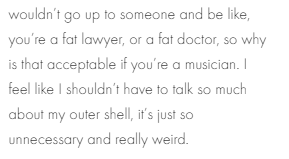 wouldn't go up to someone and be like,
you're a fat lawyer, or a fat doctor, so why
is that acceptable if you're a musician. I
feel like I shouldn't have to talk so much
about my outer shell, it's just so
unnecessary and really weird.